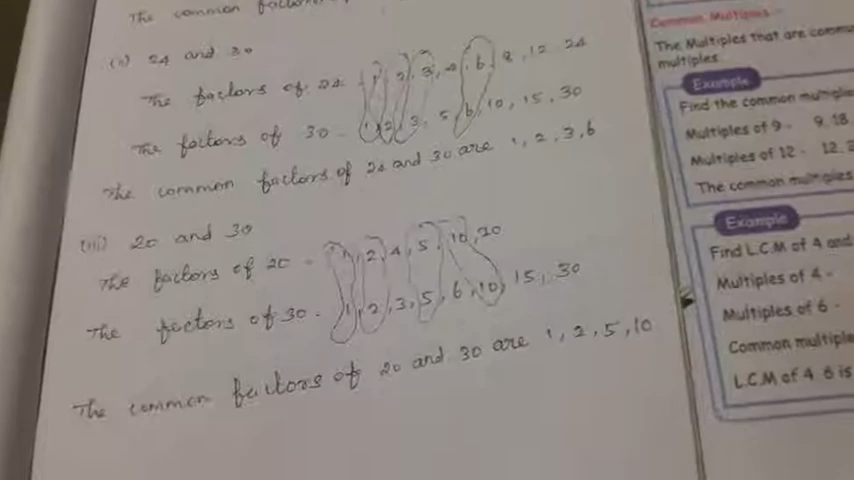 The common factors
(ii) 24 and 30
The factors of 24 - 1, 2, 3, 4, 6, 8, 12 24
The factors of 30 - 1, 2, 3, 5, 6, 10, 15, 30
The common factors of 24 and 30 are 1, 2, 3, 6
(iii) 20 and 30
The factors of 20 - 1, 2, 4, 5, 10, 20
The factors of 30 - 1, 2, 3, 5, 6, 10, 15, 30
The common factors of 20 and 30 are 1, 2, 5, 10
Common Multiples
The Multiples that are
multiples.
Example
Find the common multiples
Multiples of 9 - 9, 18
Multiples of 12 - 12,
The common multiples
Example
Find L.C.M of 4 and
Multiples of 4 -
Multiples of 6 -
Common multiple
L.C.M of 4, 6 is